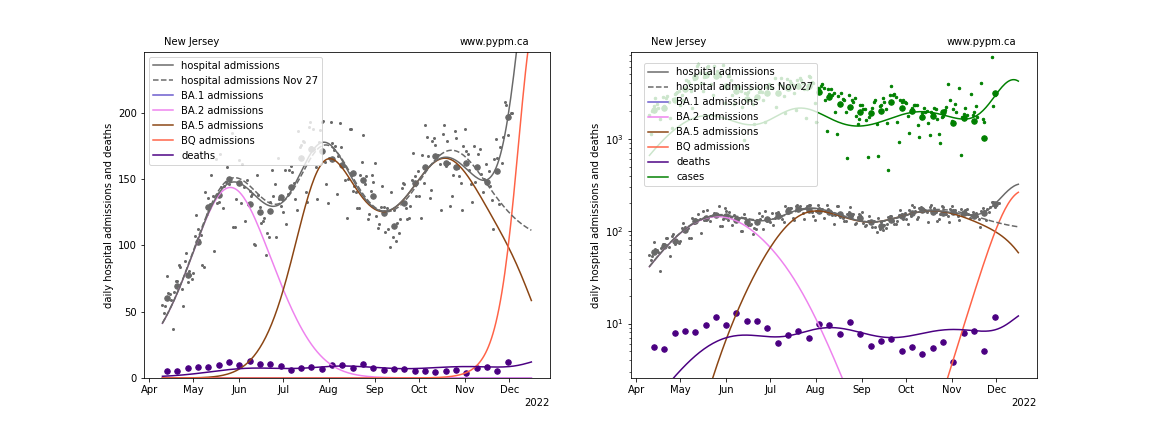 New Jersey
www.pypm.ca
hospital admissions
hospital admissions Nov 27
BA.1 admissions
BA.2 admissions
BA.5 admissions
BQ admissions
deaths
daily hospital admissions and deaths
200
150
100
50
0
Apr May Jun Jul Aug Sep Oct Nov Dec
2022
New Jersey
www.pypm.ca
hospital admissions
hospital admissions Nov 27
BA.1 admissions
BA.2 admissions
BA.5 admissions
BQ admissions
deaths
cases
daily hospital admissions and deaths
10³
10²
10¹
Apr May Jun Jul Aug Sep Oct Nov Dec
2022